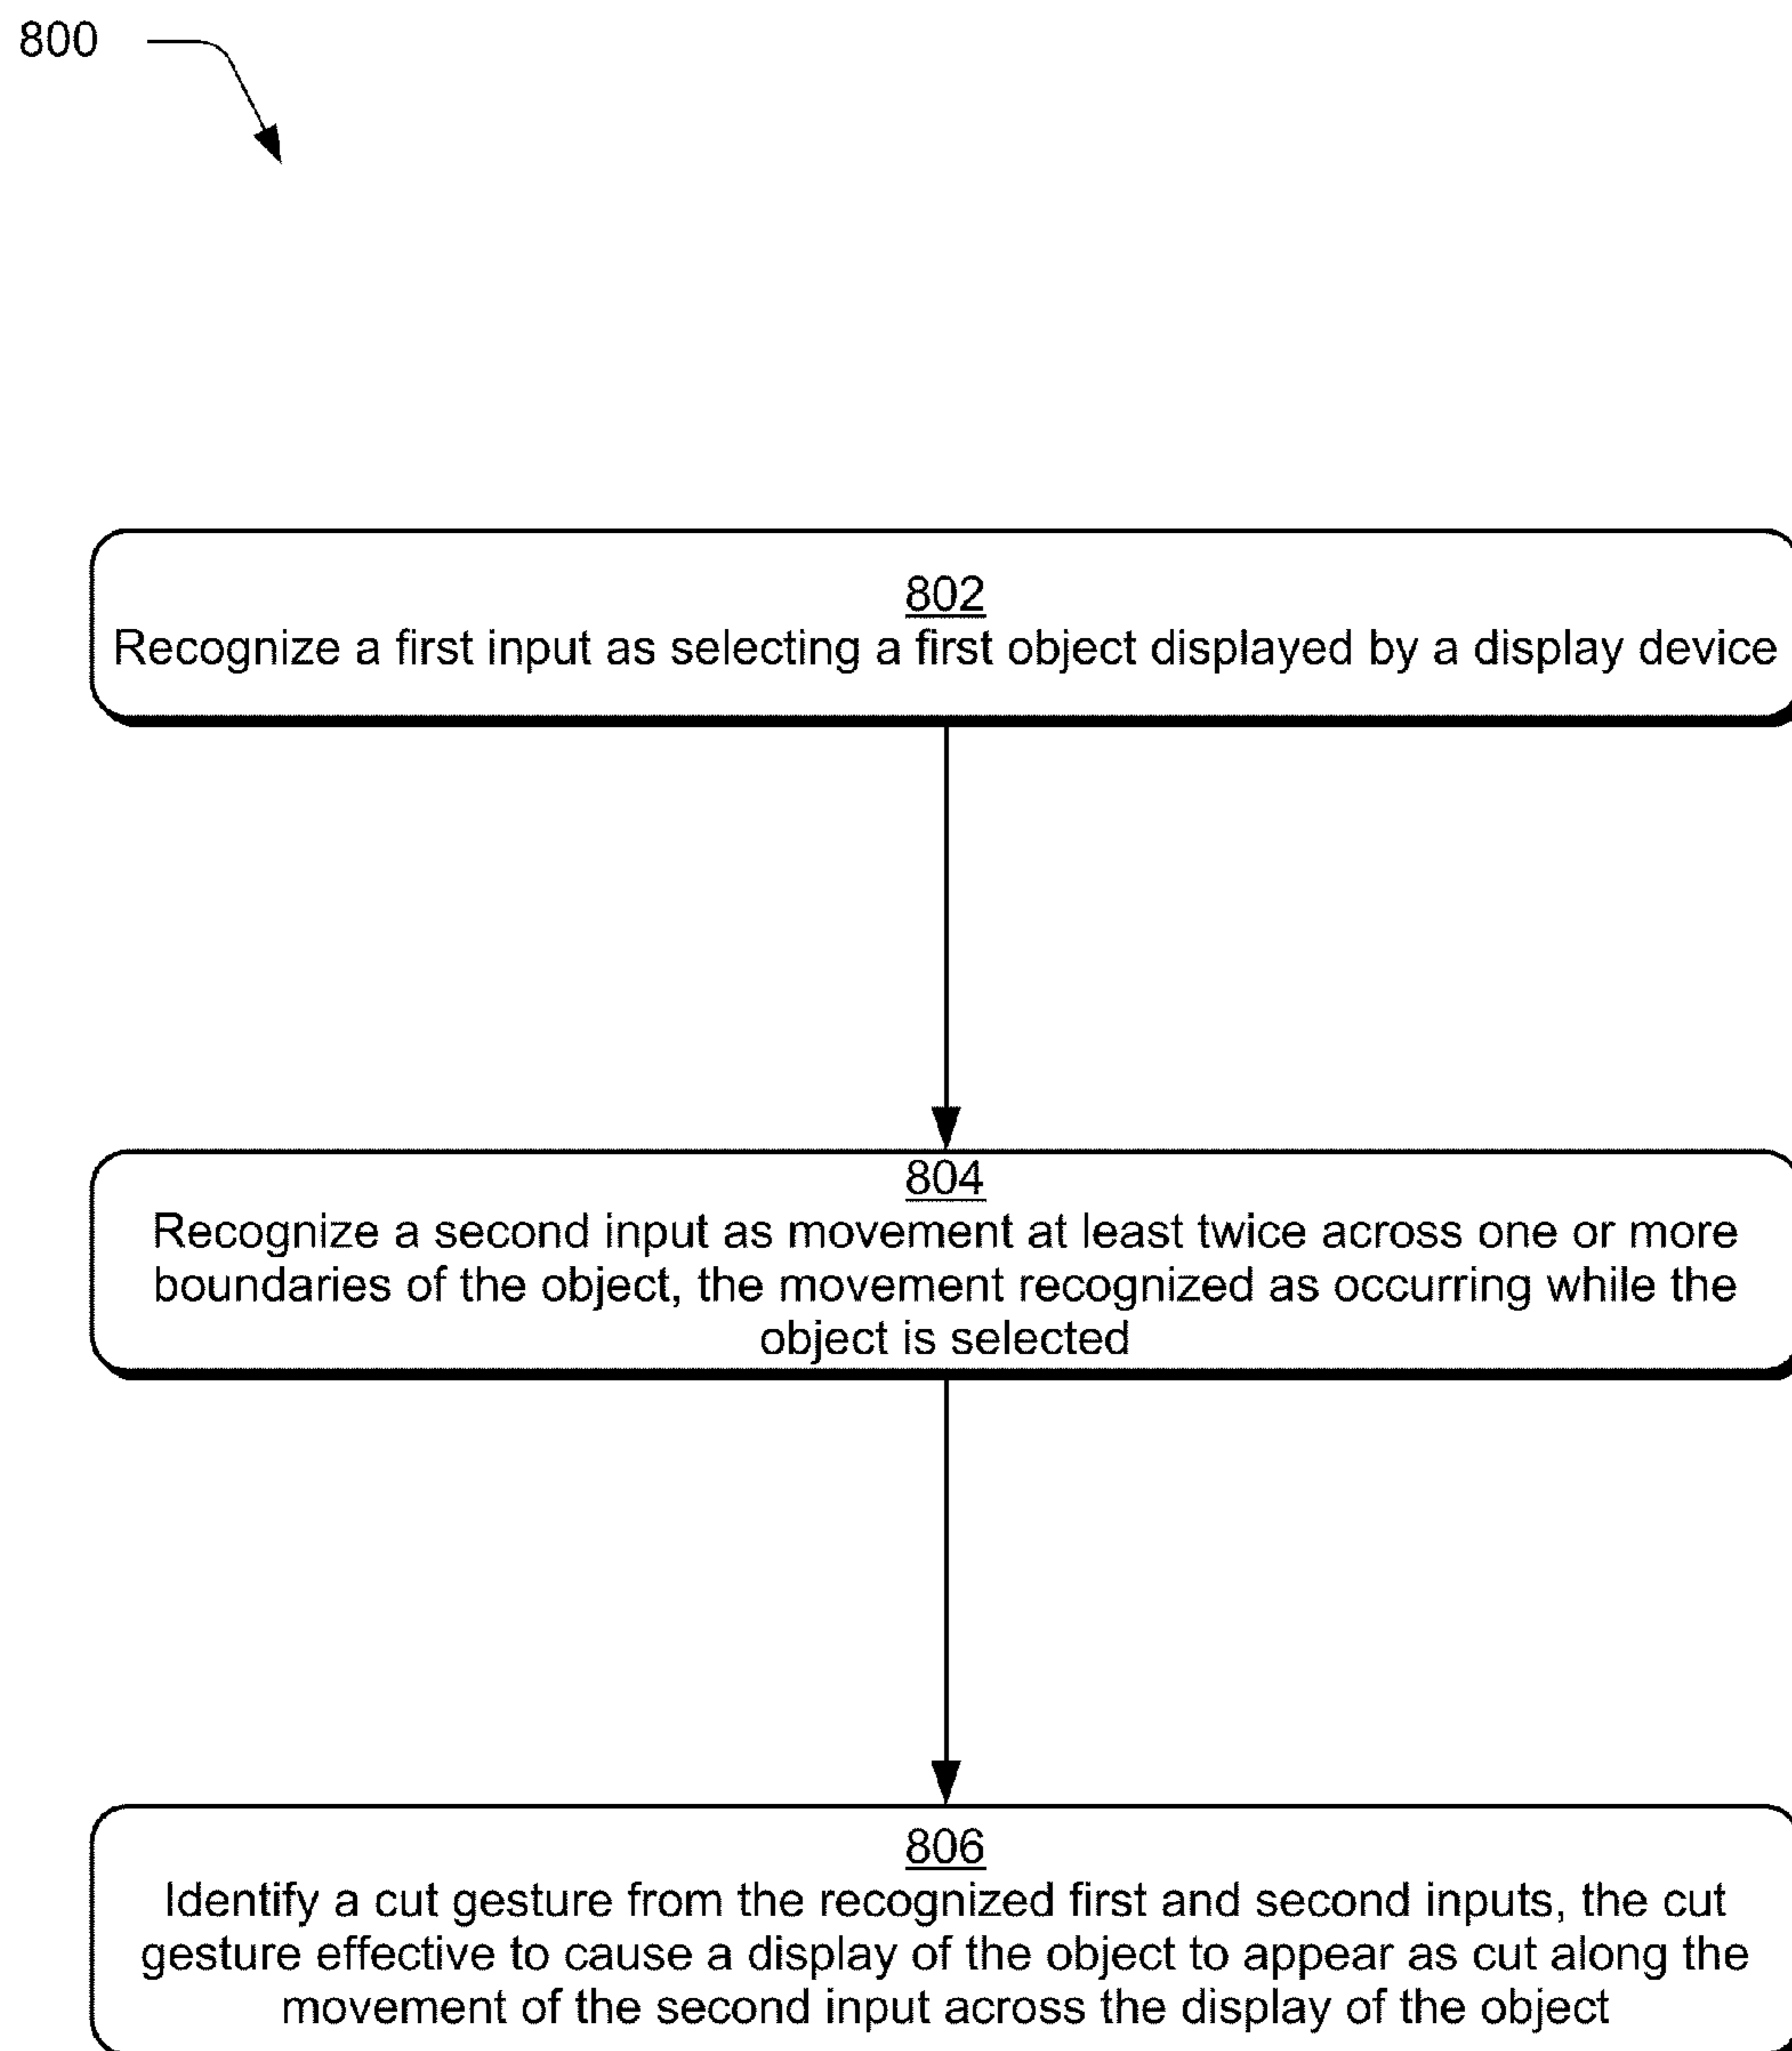 800
802
Recognize a first input as selecting a first object displayed by a display device
804
Recognize a second input as movement at least twice across one or more
boundaries of the object, the movement recognized as occurring while the
object is selected
806
Identify a cut gesture from the recognized first and second inputs, the cut
gesture effective to cause a display of the object to appear as cut along the
movement of the second input across the display of the object